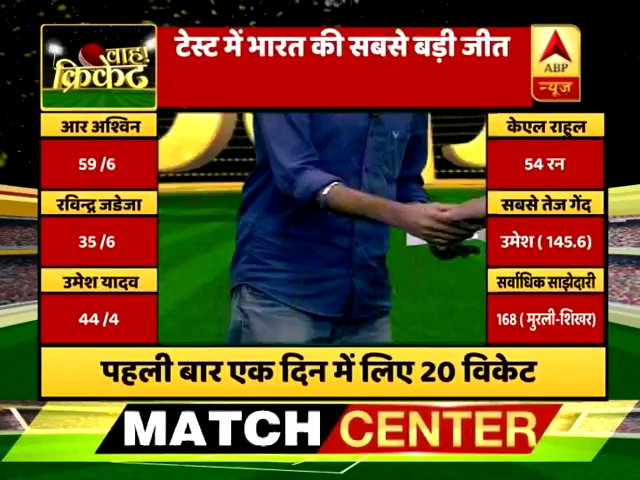 वाह!
क्रिकेट
टेस्ट में भारत की सबसे बड़ी जीत
ABP
न्यूज़
आर अश्विन
59 /6
रविन्द्र जडेजा
35 /6
उमेश यादव
44 /4
केएल राहुल
54 रन
सबसे तेज गेंद
उमेश ( 145.6)
सर्वाधिक साझेदारी
168 ( मुरली-शिखर)
पहली बार एक दिन में लिए 20 विकेट
MATCH CENTER